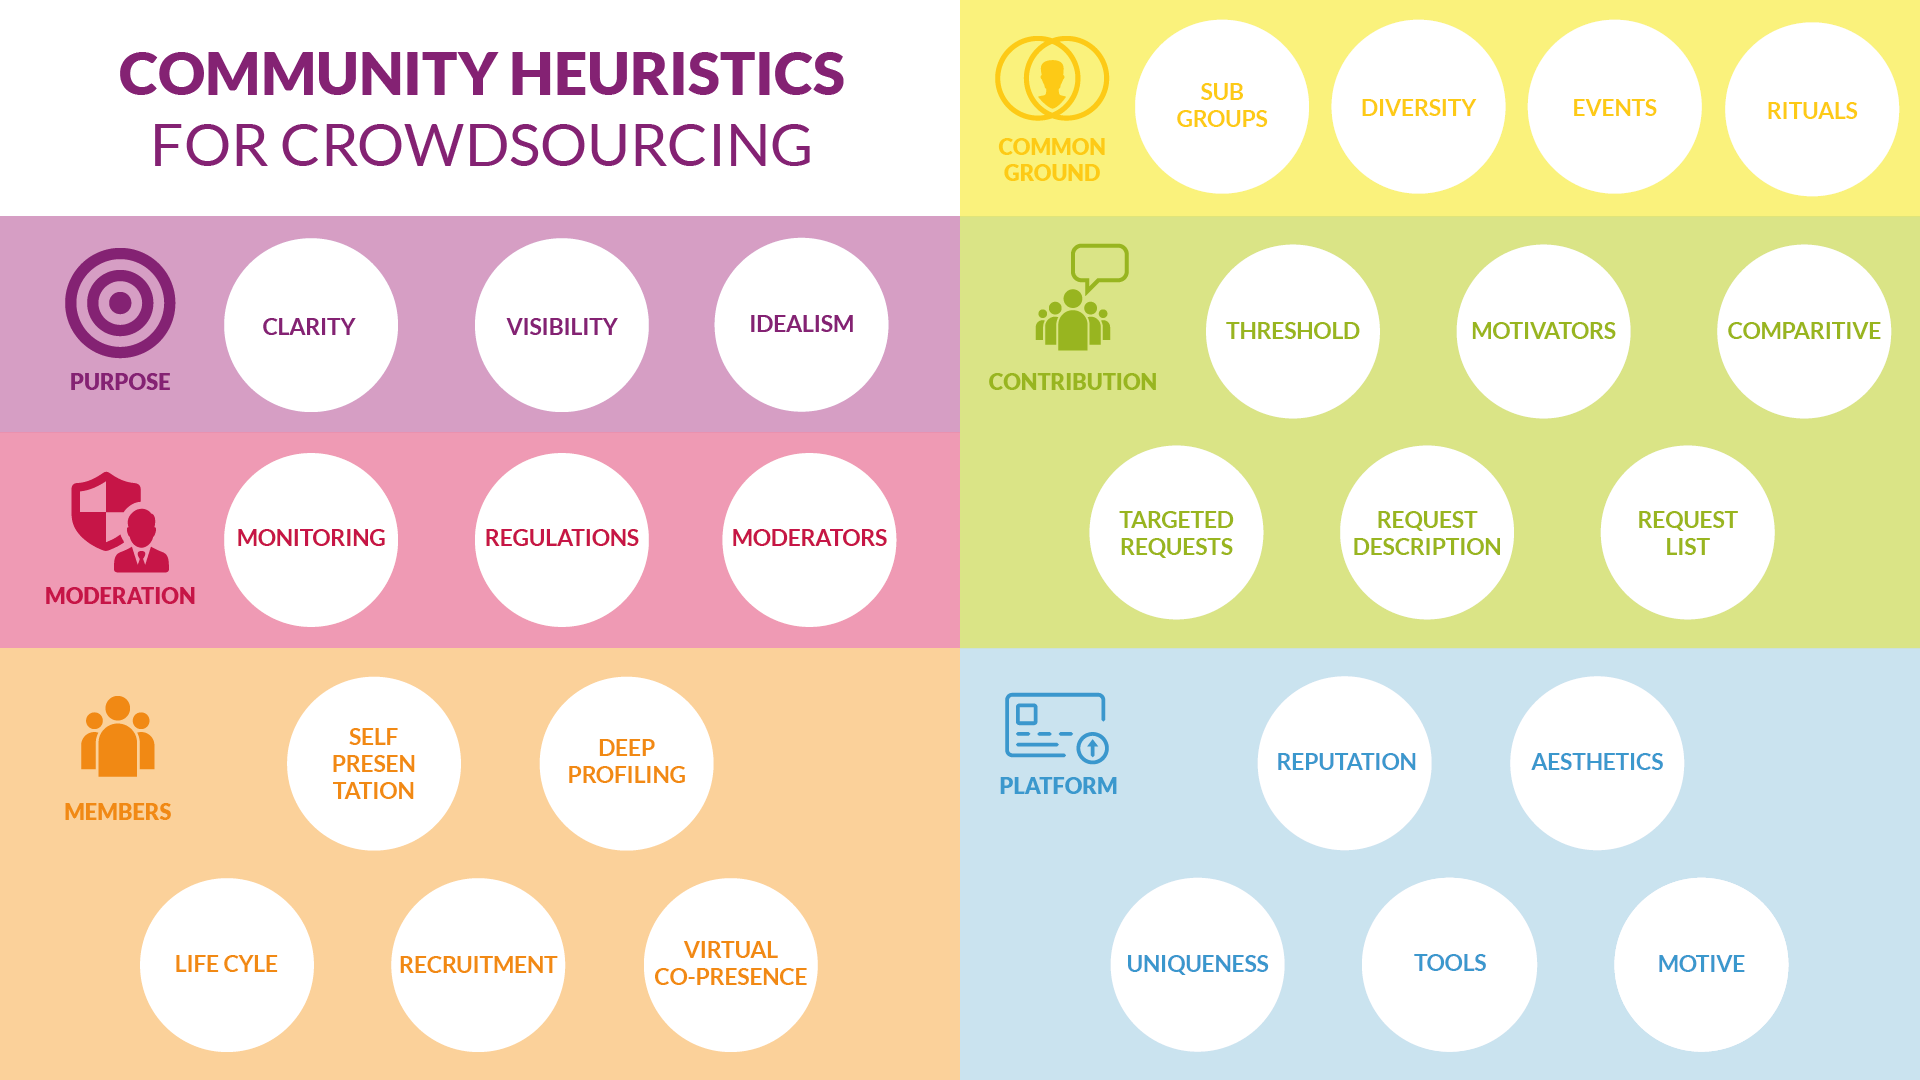 COMMUNITY HEURISTICS
FOR CROWDSOURCING
PURPOSE
CLARITY
VISIBILITY
IDEALISM
MODERATION
MONITORING
REGULATIONS
MODERATORS
MEMBERS
SELF
PRESEN
TATION
DEEP
PROFILING
LIFE CYLE
RECRUITMENT
VIRTUAL
CO-PRESENCE
COMMON
GROUND
SUB
GROUPS
DIVERSITY
EVENTS
RITUALS
CONTRIBUTION
THRESHOLD
MOTIVATORS
COMPARITIVE
TARGETED
REQUESTS
REQUEST
DESCRIPTION
REQUEST
LIST
PLATFORM
REPUTATION
AESTHETICS
UNIQUENESS
TOOLS
MOTIVE